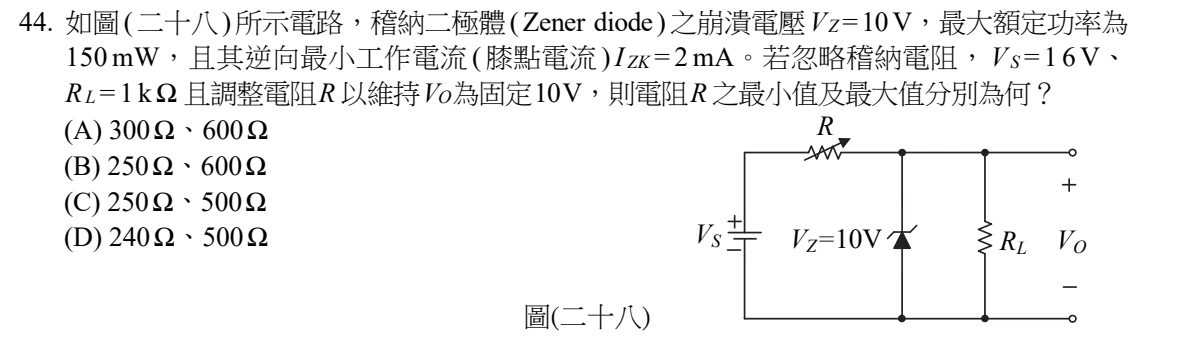 44. 如圖(二十八)所示電路，稽納二極體(Zener diode)之崩潰電壓VZ=10V，最大額定功率為
150mW，且其逆向最小工作電流(膝點電流)IZK=2mA。若忽略稽納電阻，VS=16V、
RL=1kΩ且調整電阻R以維持VO為固定10V，則電阻R之最小值及最大值分別為何？
(A) 300Ω、600Ω
(B) 250Ω、600Ω
(C) 250Ω、500Ω
(D) 240Ω、500Ω
R
+
VS
−
VZ=10V
RL
+
VO
−
圖(二十八)